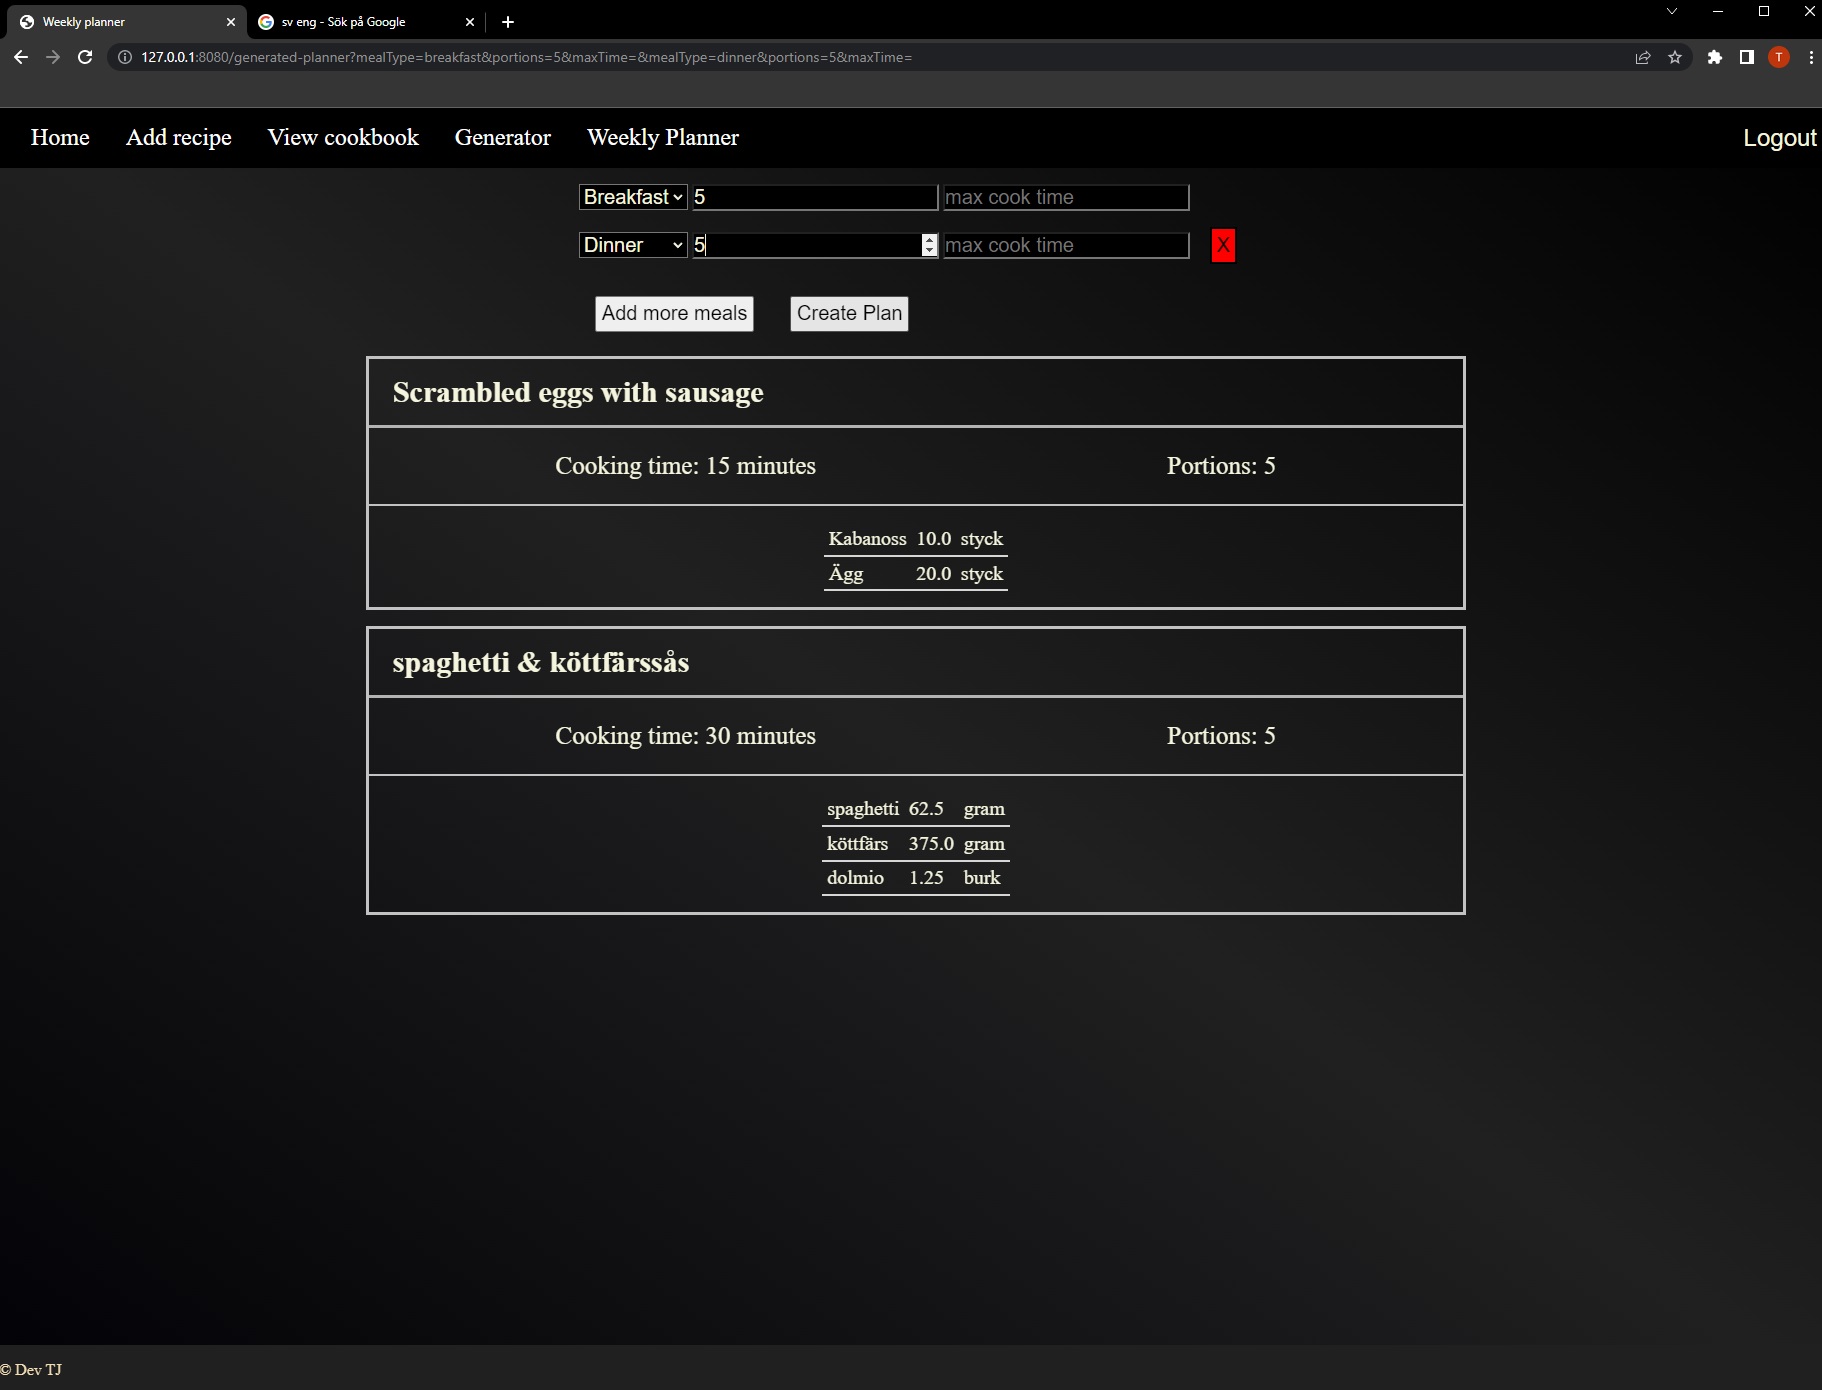 Weekly planner
sv eng - Sök på Google
127.0.0.1:8080/generated-planner?mealType=breakfast&portions=5&maxTime=&mealType=dinner&portions=5&maxTime=
T
Home Add recipe View cookbook Generator Weekly Planner Logout
Breakfast 5 max cook time
Dinner 5 max cook time X
Add more meals Create Plan
Scrambled eggs with sausage
Cooking time: 15 minutes Portions: 5
Kabanoss 10.0 styck
Ägg 20.0 styck
spaghetti & köttfärssås
Cooking time: 30 minutes Portions: 5
spaghetti 62.5 gram
köttfärs 375.0 gram
dolmio 1.25 burk
© Dev TJ